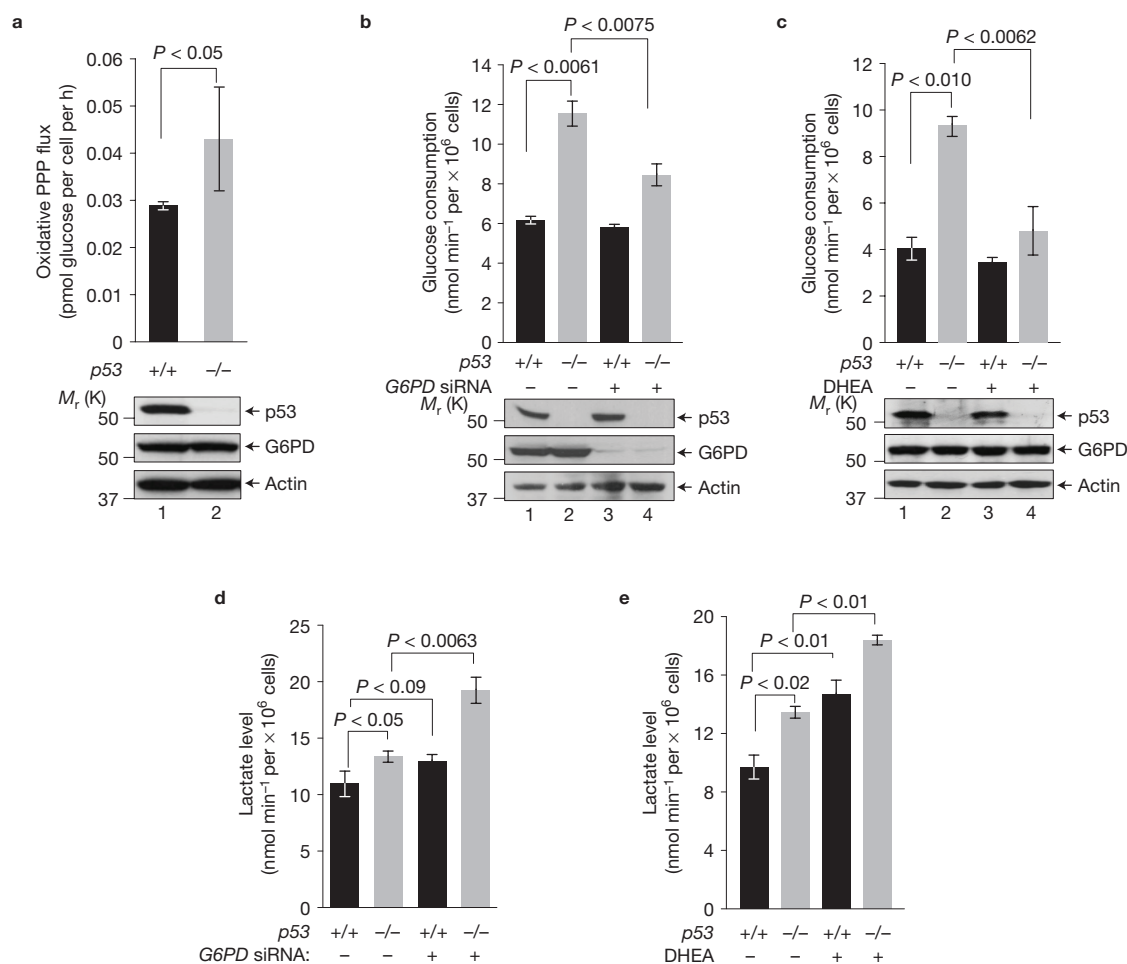 a
P < 0.05
0.06
0.05
0.04
0.03
0.02
0.01
0
Oxidative PPP flux
(pmol glucose per cell per h)
p53 +/+ –/–
Mr (K)
50 p53
50 G6PD
37 Actin
1 2
b
P < 0.0075
P < 0.0061
14
12
10
8
6
4
2
0
Glucose consumption
(nmol min⁻¹ per × 10⁶ cells)
p53 +/+ –/– +/+ –/–
G6PD siRNA – – + +
Mr (K)
50 p53
50 G6PD
37 Actin
1 2 3 4
c
P < 0.0062
P < 0.010
12
10
8
6
4
2
0
Glucose consumption
(nmol min⁻¹ per × 10⁶ cells)
p53 +/+ –/– +/+ –/–
DHEA – – + +
Mr (K)
50 p53
50 G6PD
37 Actin
1 2 3 4
d
P < 0.0063
P < 0.09
P < 0.05
25
20
15
10
5
0
Lactate level
(nmol min⁻¹ per × 10⁶ cells)
p53 +/+ –/– +/+ –/–
G6PD siRNA: – – + +
e
P < 0.01
P < 0.01
P < 0.02
20
16
12
8
4
0
Lactate level
(nmol min⁻¹ per × 10⁶ cells)
p53 +/+ –/– +/+ –/–
DHEA – – + +